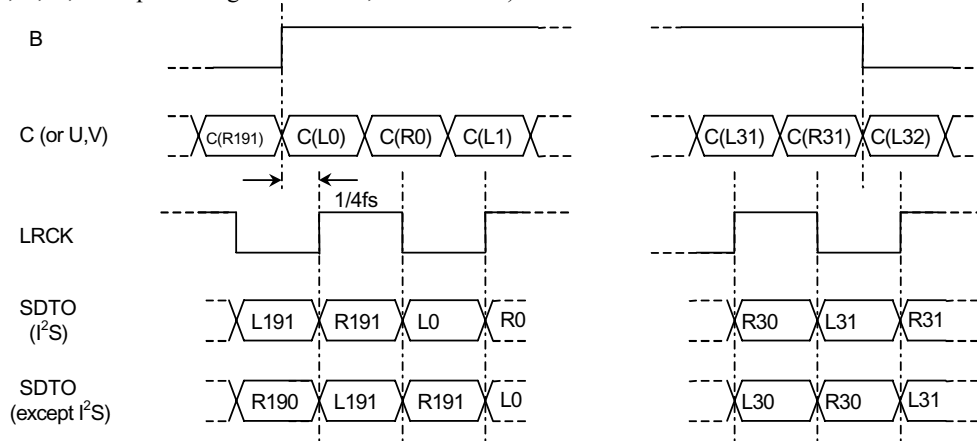 B
C (or U,V)
C(R191) C(L0) C(R0) C(L1) C(L31) C(R31) C(L32)
1/4fs
LRCK
SDTO
(I²S)
L191 R191 L0 R0 R30 L31 R31
SDTO
(except I²S)
R190 L191 R191 L0 L30 R30 L31